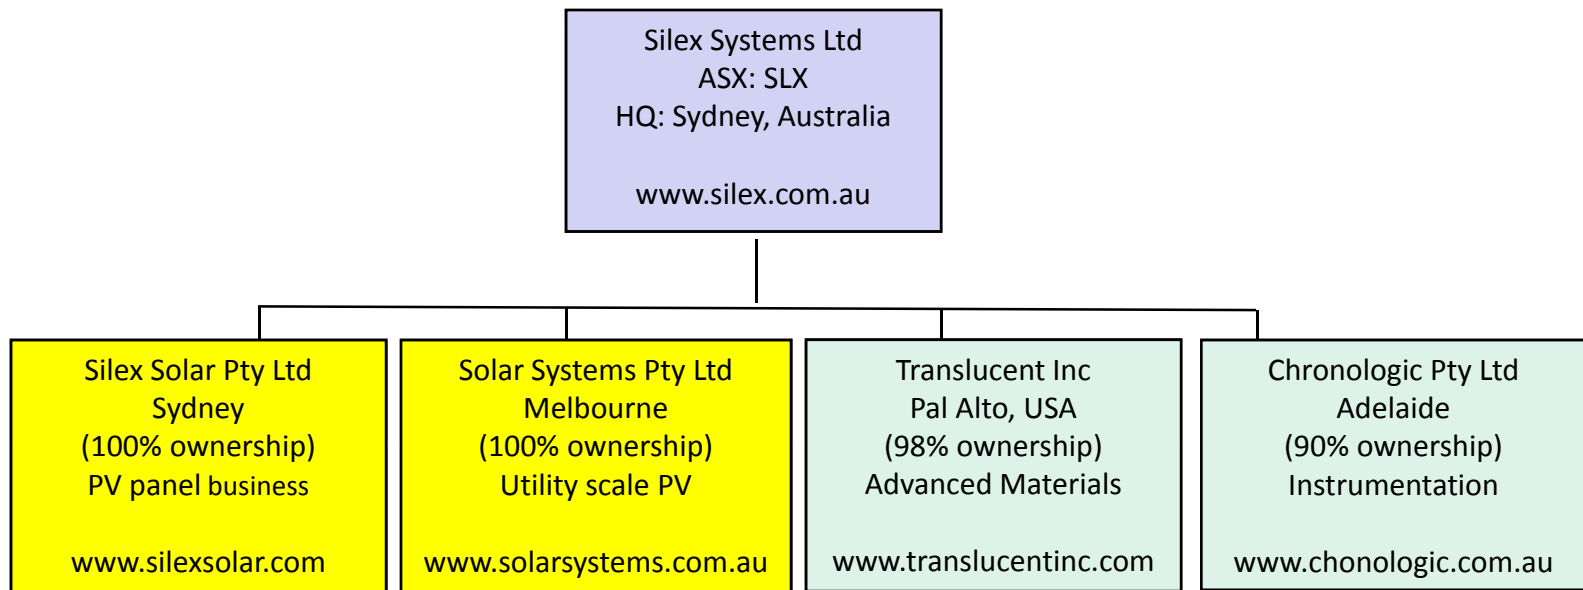 Silex Systems Ltd
ASX: SLX
HQ: Sydney, Australia
www.silex.com.au
Silex Solar Pty Ltd
Sydney
(100% ownership)
PV panel business
www.silexsolar.com
Solar Systems Pty Ltd
Melbourne
(100% ownership)
Utility scale PV
www.solarsystems.com.au
Translucent Inc
Pal Alto, USA
(98% ownership)
Advanced Materials
www.translucentinc.com
Chronologic Pty Ltd
Adelaide
(90% ownership)
Instrumentation
www.chonologic.com.au